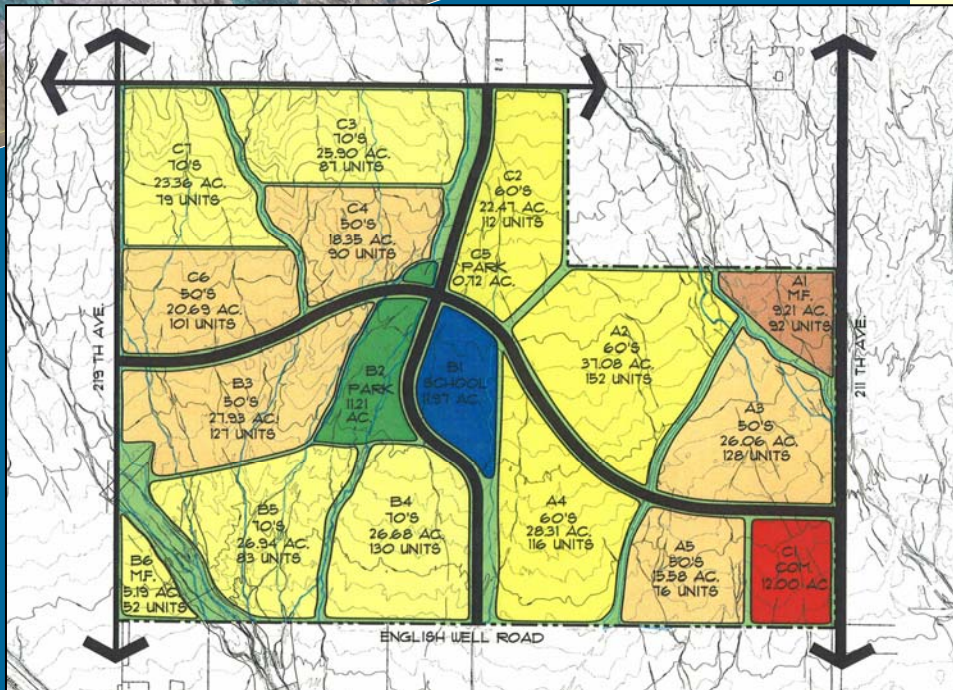 C7
70'S
23.36 AC.
79 UNITS
C3
70'S
25.90 AC.
87 UNITS
C2
60'S
22.47 AC.
112 UNITS
C4
50'S
18.35 AC.
90 UNITS
C5
PARK
0.72 AC.
C6
50'S
20.69 AC.
101 UNITS
A1
M.F.
9.21 AC.
92 UNITS
A2
60'S
37.08 AC.
152 UNITS
219 TH AVE.
211 TH AVE.
B3
50'S
27.93 AC.
127 UNITS
B2
PARK
11.21
AC.
B1
SCHOOL
11.97 AC.
A3
50'S
26.06 AC.
128 UNITS
B5
70'S
26.94 AC.
83 UNITS
B4
70'S
26.68 AC.
130 UNITS
A4
60'S
28.31 AC.
116 UNITS
A5
50'S
15.58 AC.
76 UNITS
C1
COM.
12.00 AC
B6
M.F.
5.19 AC.
52 UNITS
ENGLISH WELL ROAD